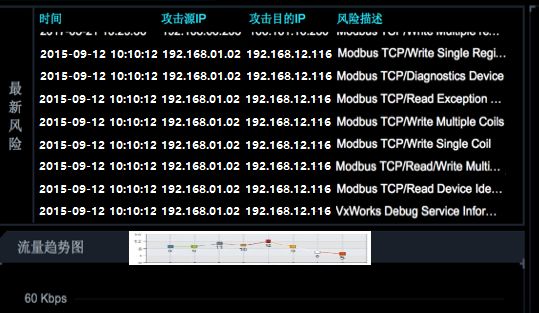 时间 攻击源IP 攻击目的IP 风险描述
2015-09-12 10:10:12 192.168.01.02 192.168.12.116 Modbus TCP/Write Single Regi...
2015-09-12 10:10:12 192.168.01.02 192.168.12.116 Modbus TCP/Diagnostics Device
2015-09-12 10:10:12 192.168.01.02 192.168.12.116 Modbus TCP/Read Exception ...
2015-09-12 10:10:12 192.168.01.02 192.168.12.116 Modbus TCP/Write Multiple Coils
2015-09-12 10:10:12 192.168.01.02 192.168.12.116 Modbus TCP/Write Single Coil
2015-09-12 10:10:12 192.168.01.02 192.168.12.116 Modbus TCP/Read/Write Multi...
2015-09-12 10:10:12 192.168.01.02 192.168.12.116 Modbus TCP/Read Device Ide...
2015-09-12 10:10:12 192.168.01.02 192.168.12.116 VxWorks Debug Service Infor...
最新风险
流量趋势图
60 Kbps